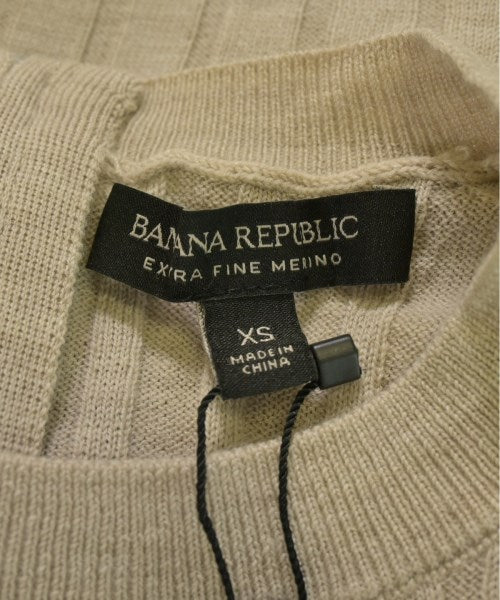 BANANA REPUBLIC
EXTRA FINE MERINO
XS
MADE IN
CHINA